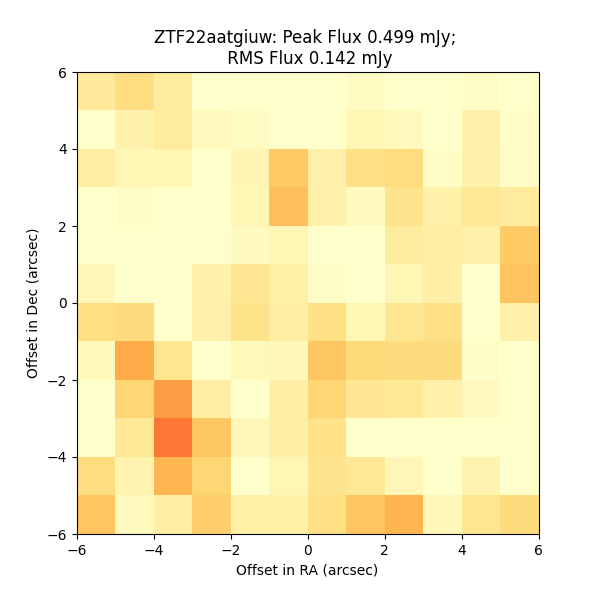 ZTF22aatgiuw: Peak Flux 0.499 mJy;
RMS Flux 0.142 mJy
6
4
2
0
−2
−4
−6
Offset in Dec (arcsec)
−6 −4 −2 0 2 4 6
Offset in RA (arcsec)